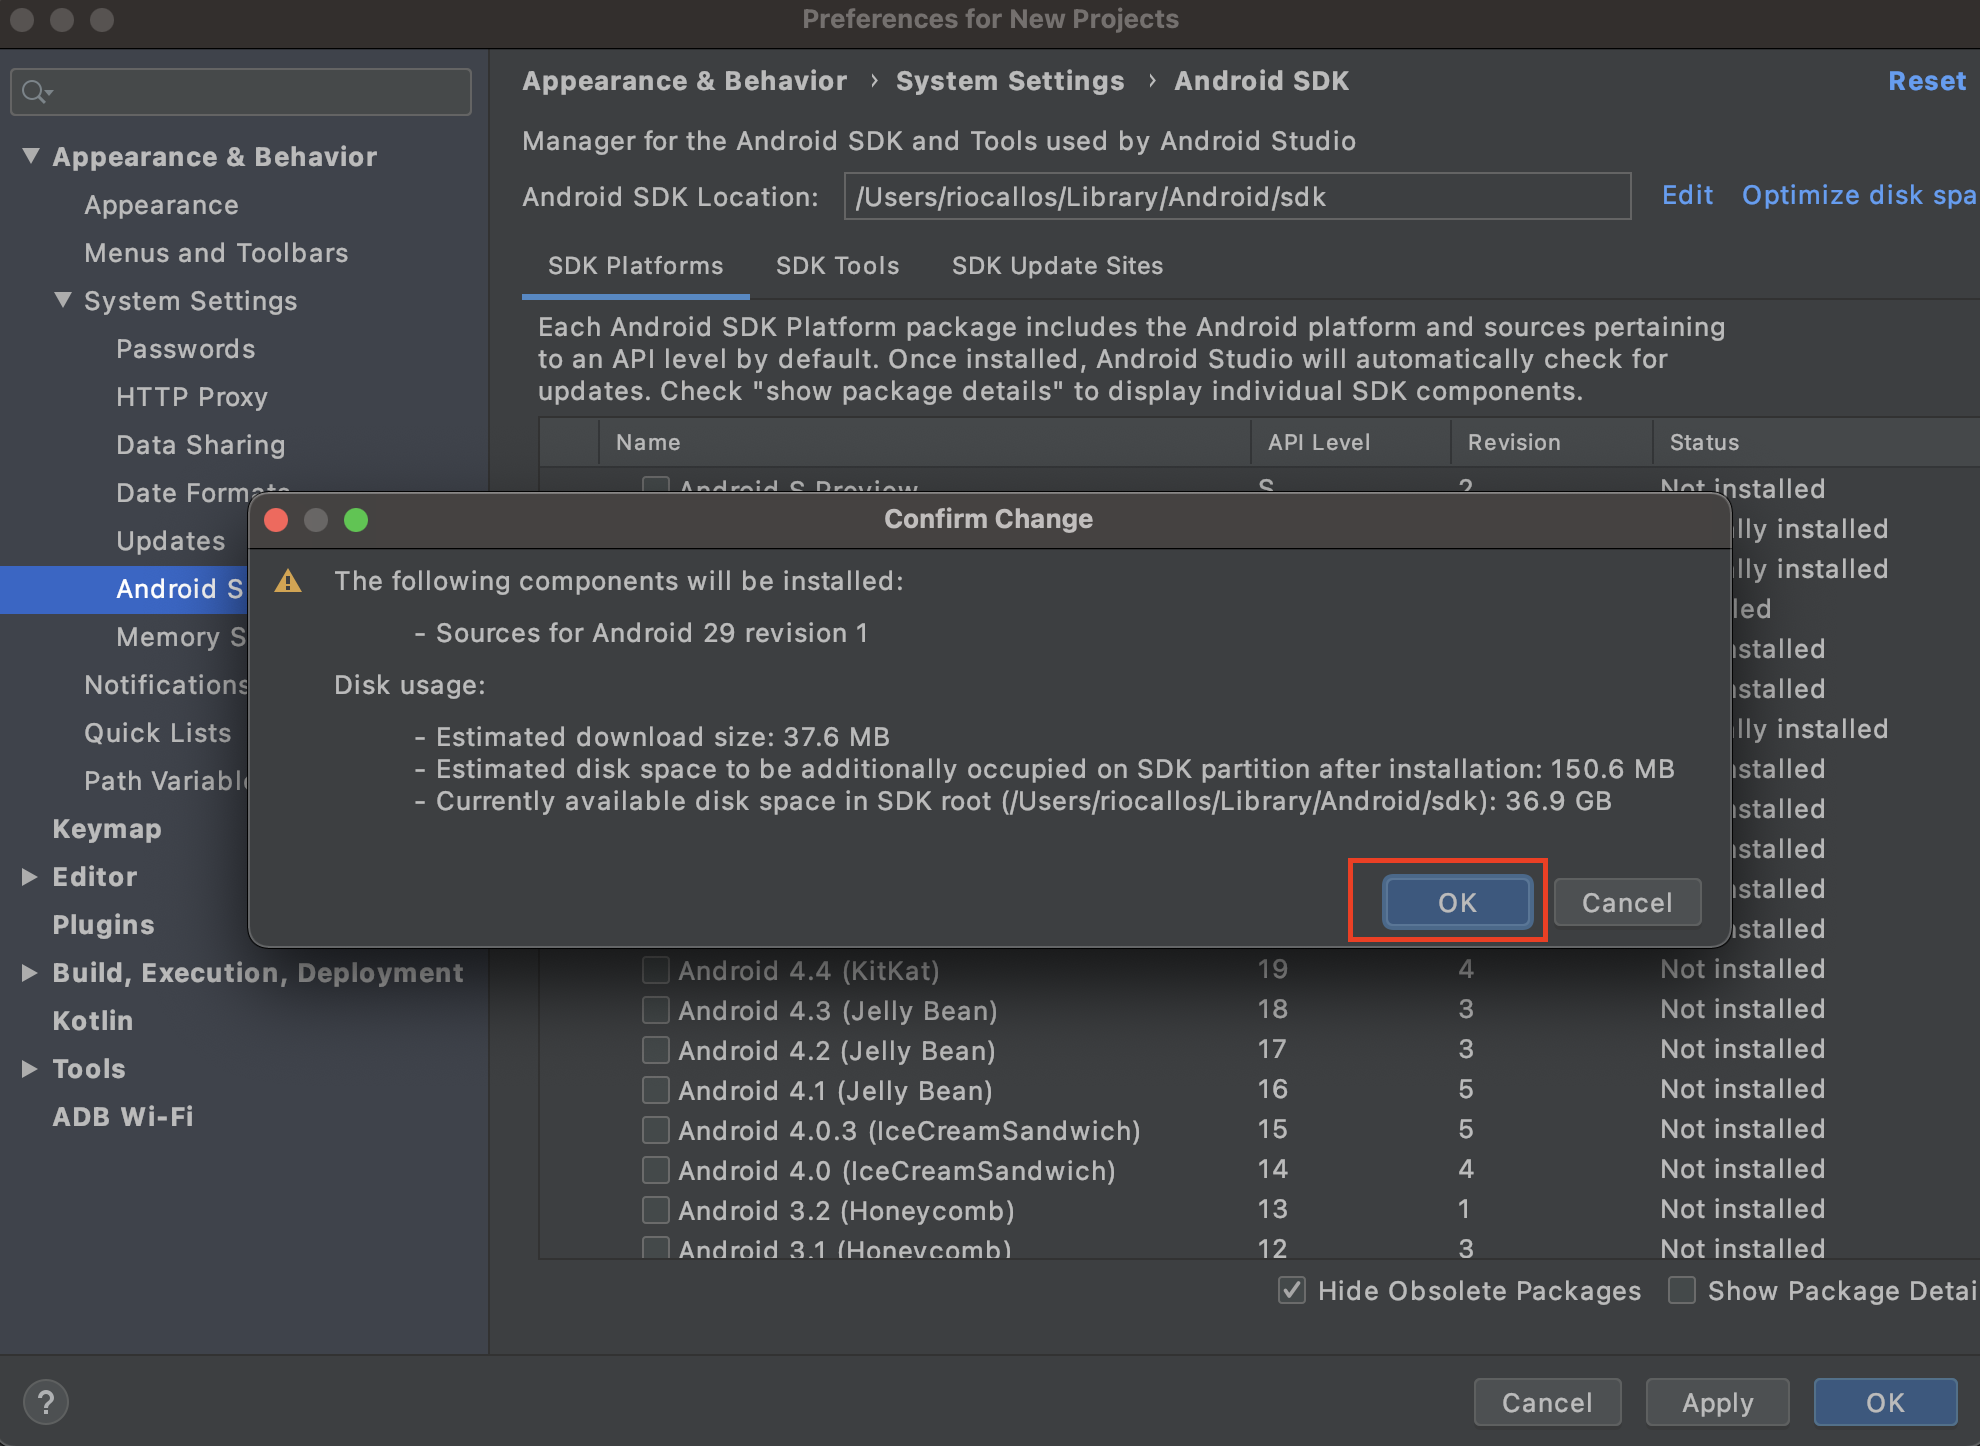 Preferences for New Projects
Appearance & Behavior
Appearance
Menus and Toolbars
System Settings
Passwords
HTTP Proxy
Data Sharing
Date Formats
Updates
Android S
Memory S
Notifications
Quick Lists
Path Variable
Keymap
Editor
Plugins
Build, Execution, Deployment
Kotlin
Tools
ADB Wi-Fi
Appearance & Behavior › System Settings › Android SDK
Reset
Manager for the Android SDK and Tools used by Android Studio
Android SDK Location: /Users/riocallos/Library/Android/sdk Edit Optimize disk spa
SDK Platforms SDK Tools SDK Update Sites
Each Android SDK Platform package includes the Android platform and sources pertaining
to an API level by default. Once installed, Android Studio will automatically check for
updates. Check "show package details" to display individual SDK components.
Name API Level Revision Status
Android S Preview S 2 Not installed
lly installed
lly installed
led
nstalled
nstalled
lly installed
nstalled
nstalled
nstalled
nstalled
nstalled
Confirm Change
The following components will be installed:
- Sources for Android 29 revision 1
Disk usage:
- Estimated download size: 37.6 MB
- Estimated disk space to be additionally occupied on SDK partition after installation: 150.6 MB
- Currently available disk space in SDK root (/Users/riocallos/Library/Android/sdk): 36.9 GB
OK Cancel
Android 4.4 (KitKat) 19 4 Not installed
Android 4.3 (Jelly Bean) 18 3 Not installed
Android 4.2 (Jelly Bean) 17 3 Not installed
Android 4.1 (Jelly Bean) 16 5 Not installed
Android 4.0.3 (IceCreamSandwich) 15 5 Not installed
Android 4.0 (IceCreamSandwich) 14 4 Not installed
Android 3.2 (Honeycomb) 13 1 Not installed
Android 3.1 (Honeycomb) 12 3 Not installed
Hide Obsolete Packages Show Package Detai
? Cancel Apply OK